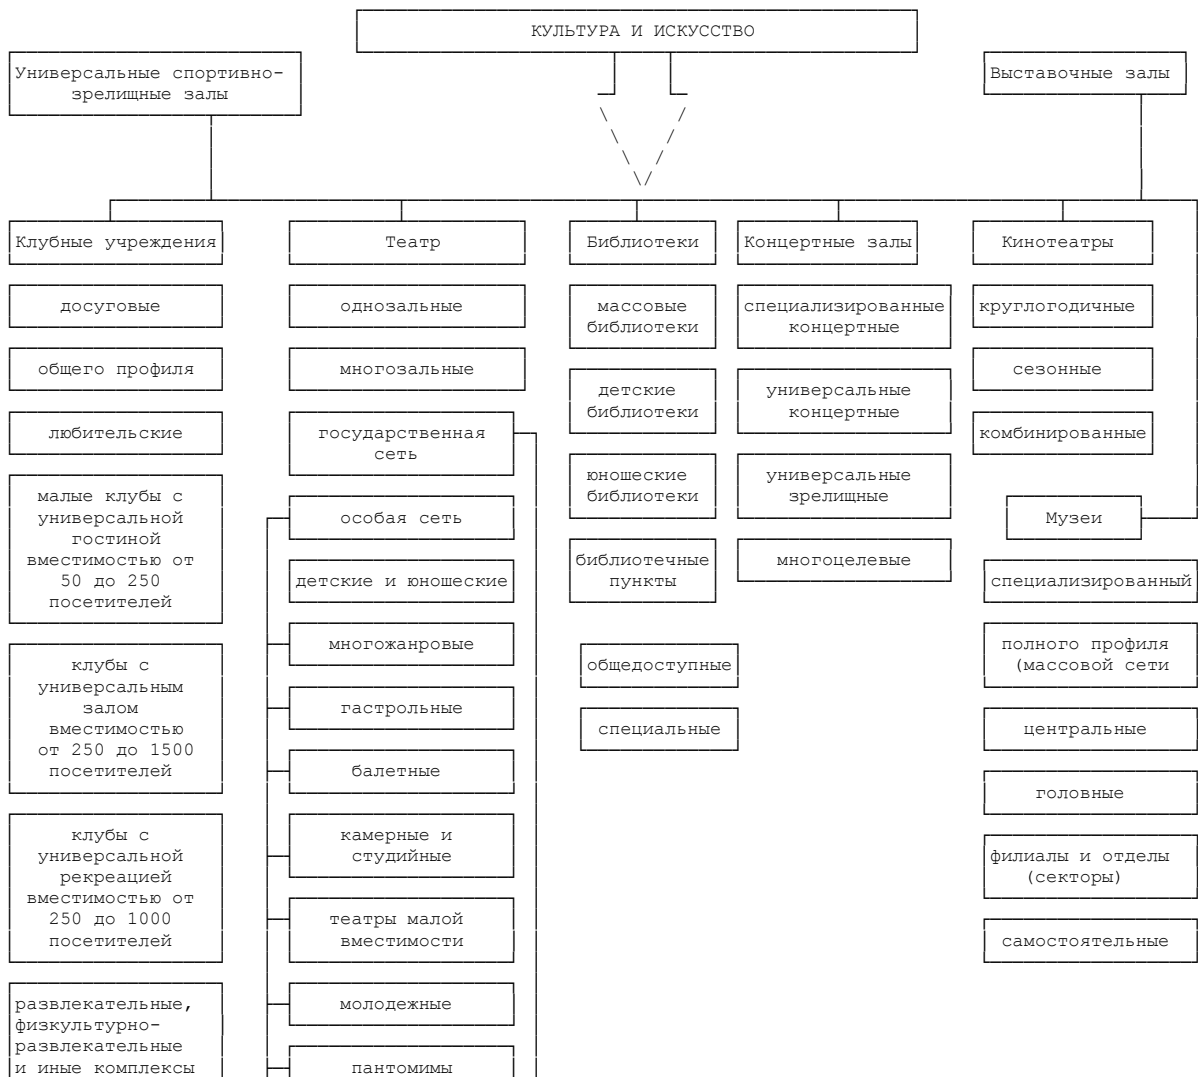 КУЛЬТУРА И ИСКУССТВО
Универсальные спортивно-
зрелищные залы
Выставочные залы
Клубные учреждения
досуговые
общего профиля
любительские
малые клубы с
универсальной
гостиной
вместимостью от
50 до 250
посетителей
клубы с
универсальным
залом
вместимостью
от 250 до 1500
посетителей
клубы с
универсальной
рекреацией
вместимостью от
250 до 1000
посетителей
развлекательные,
физкультурно-
развлекательные
и иные комплексы
Театр
однозальные
многозальные
государственная
сеть
особая сеть
детские и юношеские
многожанровые
гастрольные
балетные
камерные и
студийные
театры малой
вместимости
молодежные
пантомимы
Библиотеки
массовые
библиотеки
детские
библиотеки
юношеские
библиотеки
библиотечные
пункты
общедоступные
специальные
Концертные залы
специализированные
концертные
универсальные
концертные
универсальные
зрелищные
многоцелевые
Кинотеатры
круглогодичные
сезонные
комбинированные
Музеи
специализированный
полного профиля
(массовой сети
центральные
головные
филиалы и отделы
(секторы)
самостоятельные